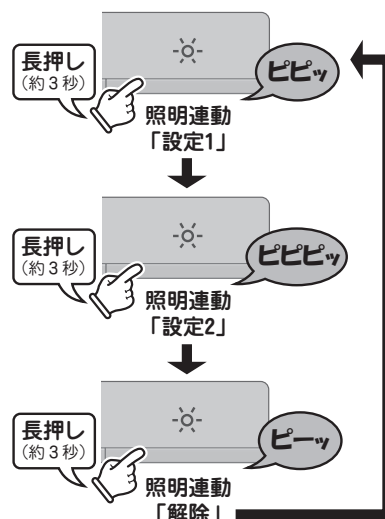 長押し
(約3秒)
ピピッ
照明連動
「設定1」
長押し
(約3秒)
ピピピッ
照明連動
「設定2」
長押し
(約3秒)
ピーッ
照明連動
「解除」